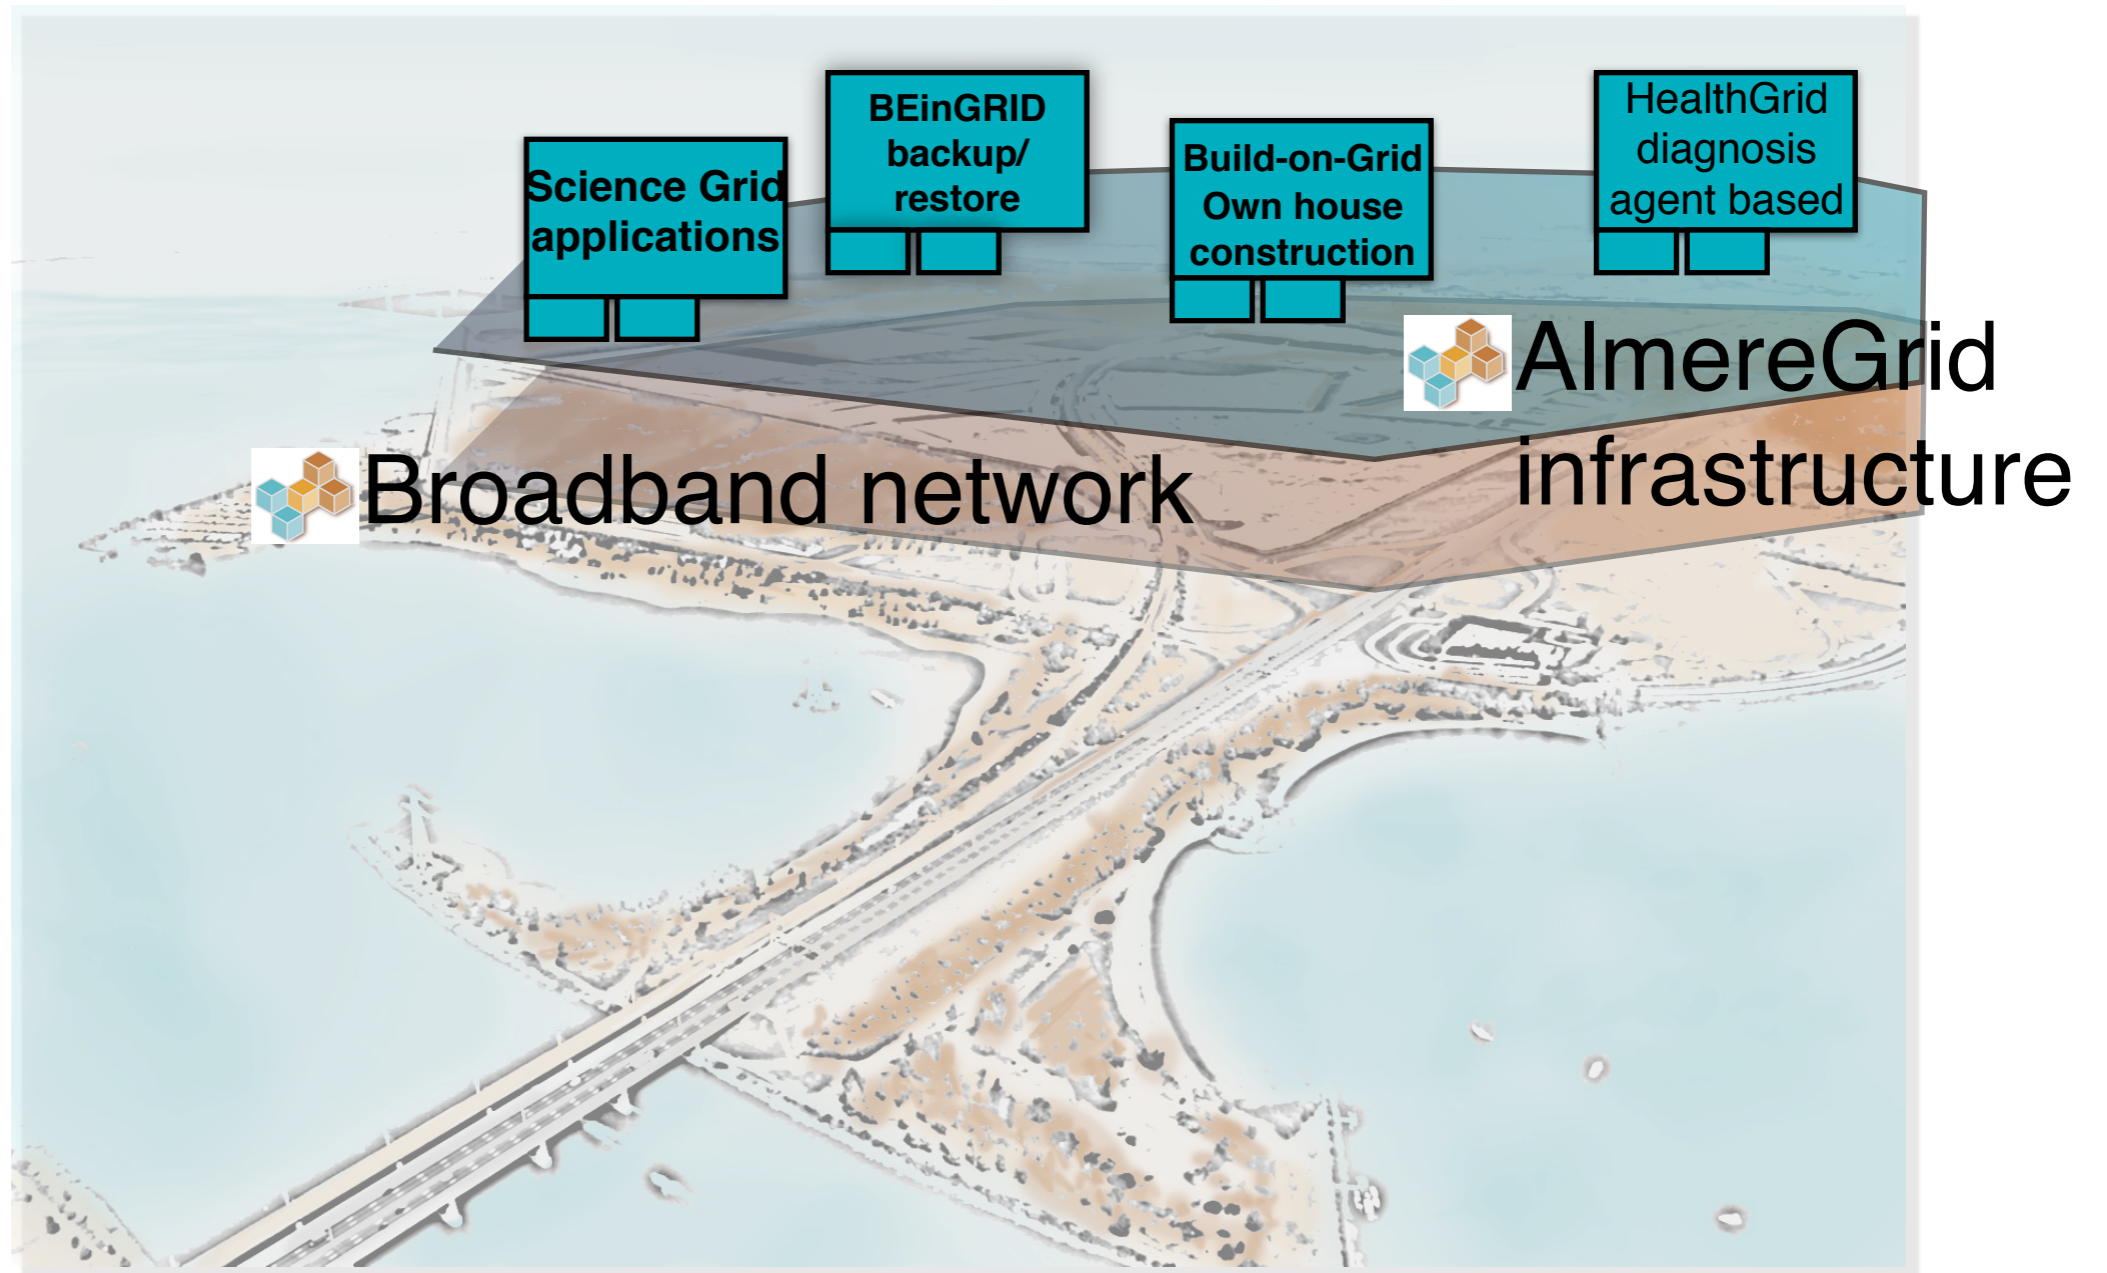 Science Grid
applications
BEinGRID
backup/
restore
Build-on-Grid
Own house
construction
HealthGrid
diagnosis
agent based
AlmereGrid
infrastructure
Broadband network